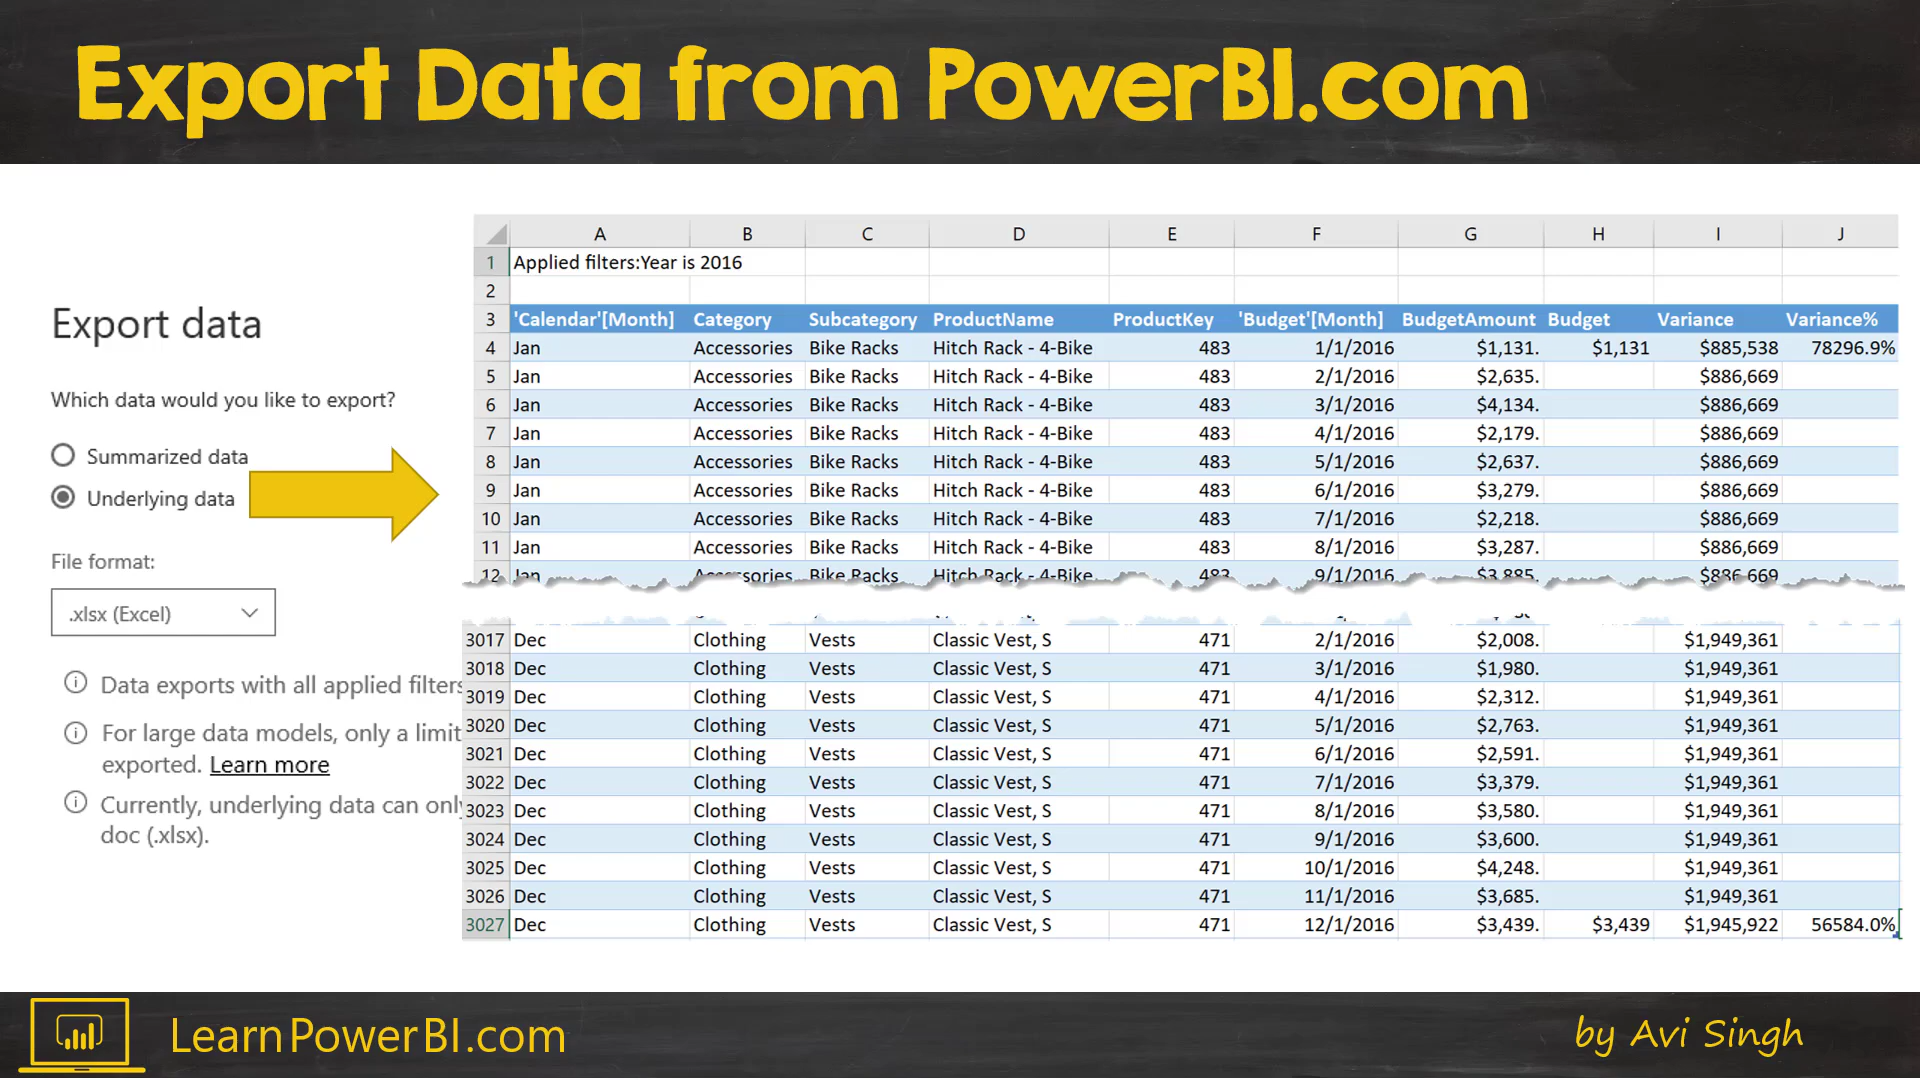 Export Data from PowerBI.com
Export data
Which data would you like to export?
Summarized data
Underlying data
File format:
.xlsx (Excel)
Data exports with all applied filters
For large data models, only a limit
exported. Learn more
Currently, underlying data can only
doc (.xlsx).
A B C D E F G H I J
1 Applied filters:Year is 2016
2
3 'Calendar'[Month] Category Subcategory ProductName ProductKey 'Budget'[Month] BudgetAmount Budget Variance Variance%
4 Jan Accessories Bike Racks Hitch Rack - 4-Bike 483 1/1/2016 $1,131. $1,131 $885,538 78296.9%
5 Jan Accessories Bike Racks Hitch Rack - 4-Bike 483 2/1/2016 $2,635. $886,669
6 Jan Accessories Bike Racks Hitch Rack - 4-Bike 483 3/1/2016 $4,134. $886,669
7 Jan Accessories Bike Racks Hitch Rack - 4-Bike 483 4/1/2016 $2,179. $886,669
8 Jan Accessories Bike Racks Hitch Rack - 4-Bike 483 5/1/2016 $2,637. $886,669
9 Jan Accessories Bike Racks Hitch Rack - 4-Bike 483 6/1/2016 $3,279. $886,669
10 Jan Accessories Bike Racks Hitch Rack - 4-Bike 483 7/1/2016 $2,218. $886,669
11 Jan Accessories Bike Racks Hitch Rack - 4-Bike 483 8/1/2016 $3,287. $886,669
12 Jan Accessories Bike Racks Hitch Rack - 4-Bike 483 9/1/2016 $3,885. $886,669
3017 Dec Clothing Vests Classic Vest, S 471 2/1/2016 $2,008. $1,949,361
3018 Dec Clothing Vests Classic Vest, S 471 3/1/2016 $1,980. $1,949,361
3019 Dec Clothing Vests Classic Vest, S 471 4/1/2016 $2,312. $1,949,361
3020 Dec Clothing Vests Classic Vest, S 471 5/1/2016 $2,763. $1,949,361
3021 Dec Clothing Vests Classic Vest, S 471 6/1/2016 $2,591. $1,949,361
3022 Dec Clothing Vests Classic Vest, S 471 7/1/2016 $3,379. $1,949,361
3023 Dec Clothing Vests Classic Vest, S 471 8/1/2016 $3,580. $1,949,361
3024 Dec Clothing Vests Classic Vest, S 471 9/1/2016 $3,600. $1,949,361
3025 Dec Clothing Vests Classic Vest, S 471 10/1/2016 $4,248. $1,949,361
3026 Dec Clothing Vests Classic Vest, S 471 11/1/2016 $3,685. $1,949,361
3027 Dec Clothing Vests Classic Vest, S 471 12/1/2016 $3,439. $3,439 $1,945,922 56584.0%
LearnPowerBI.com
by Avi Singh